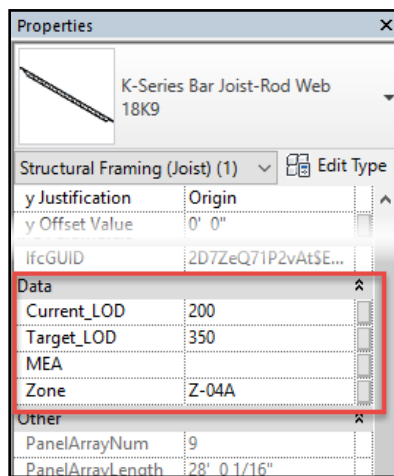 Properties ×
K-Series Bar Joist-Rod Web
18K9
Structural Framing (Joist) (1) Edit Type
y Justification Origin
y Offset Value 0' 0"
IfcGUID 2D7ZeQ71P2vAt$E...
Data
Current_LOD 200
Target_LOD 350
MEA
Zone Z-04A
Other
PanelArrayNum 9
PanelArrayLength 28' 0 1/16"